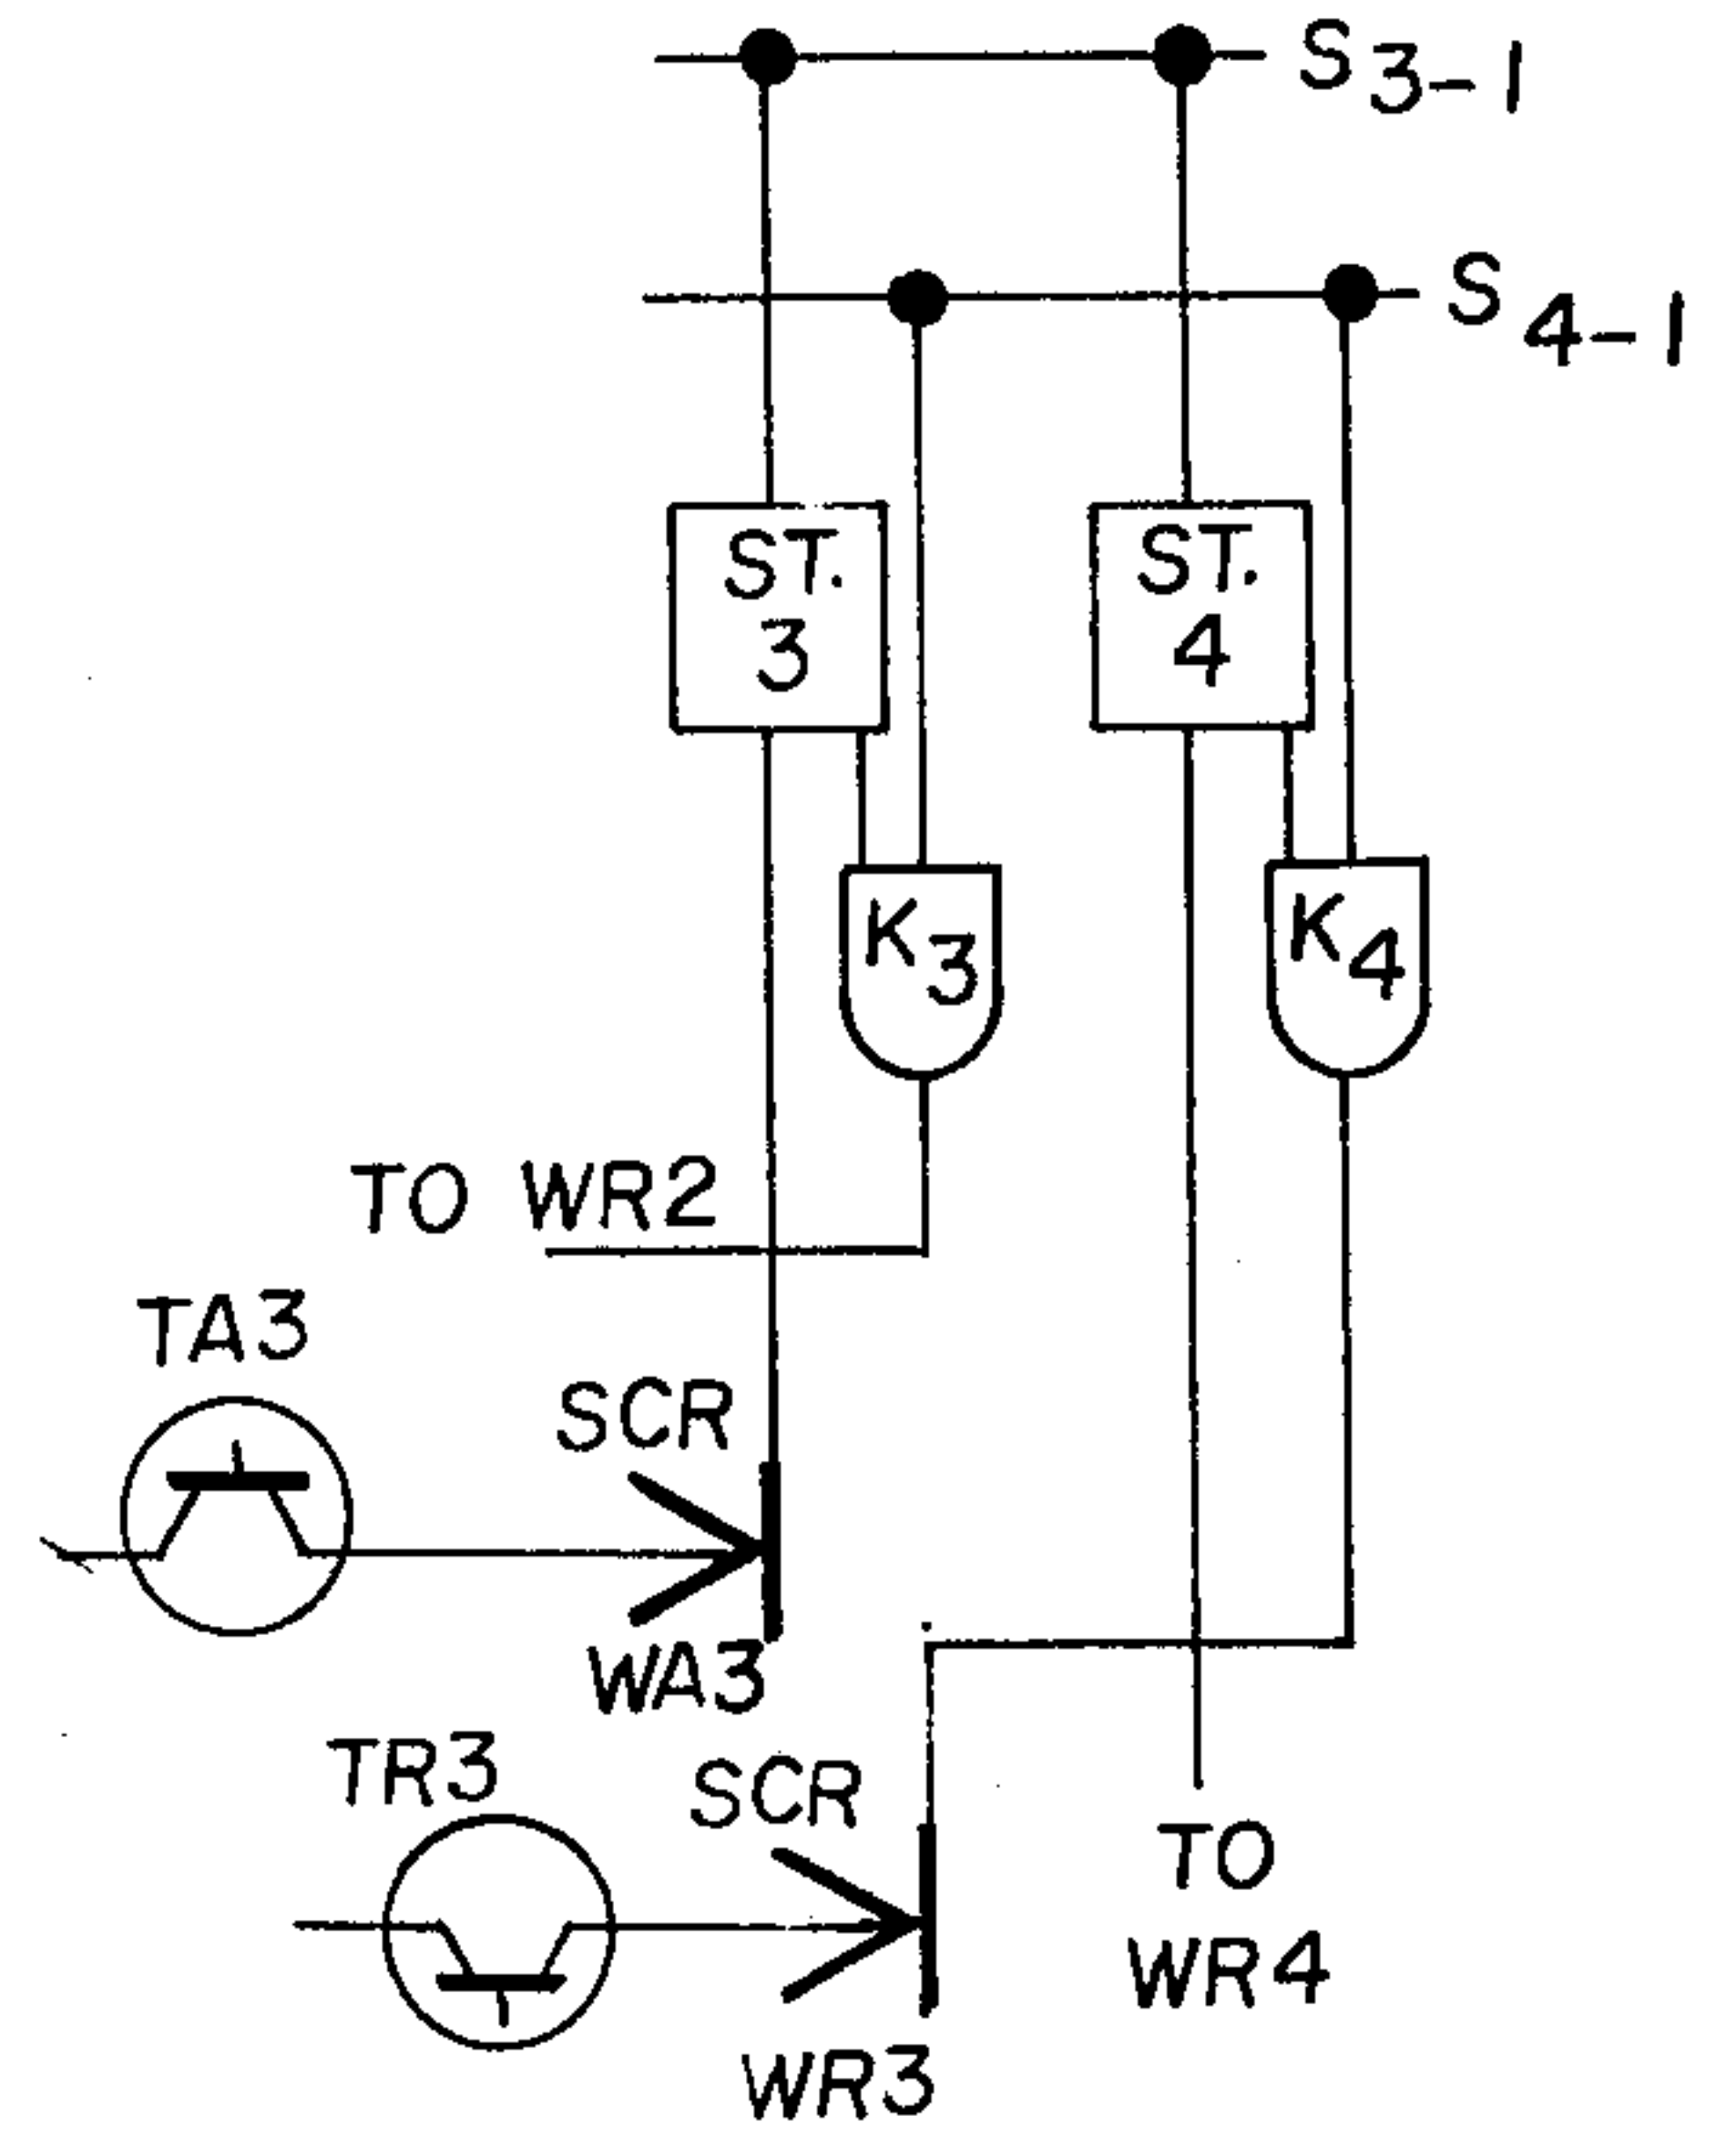 S3-1
S4-1
ST.
3
ST.
4
K3
K4
TO WR2
TA3
SCR
WA3
TR3
SCR
TO
WR4
WR3